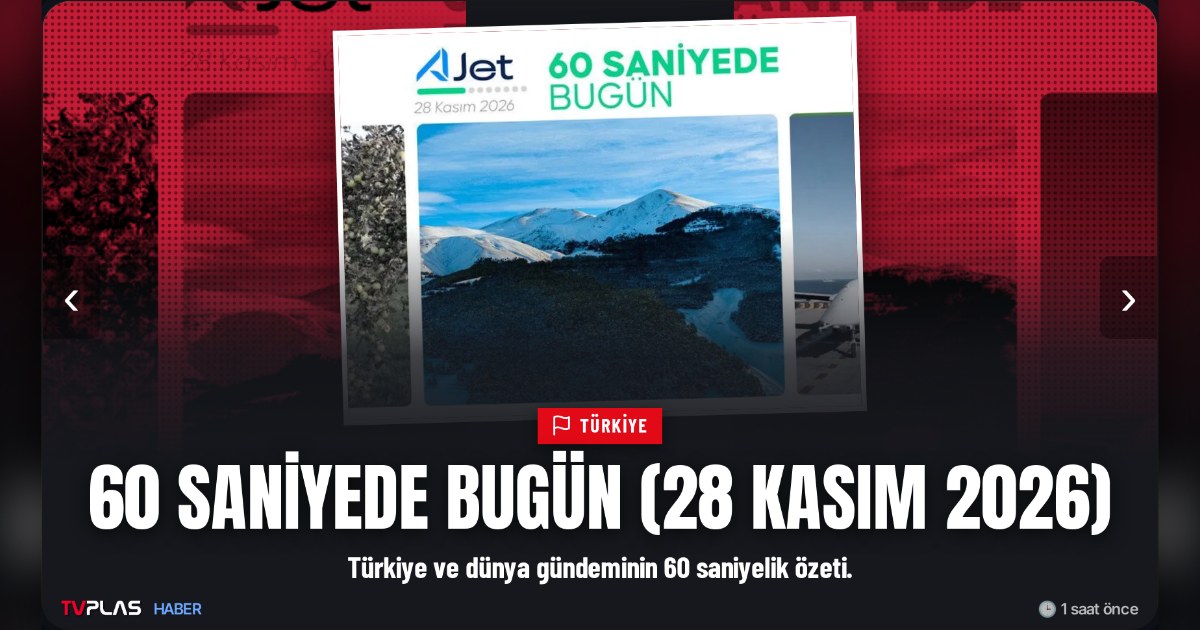 AJet
60 SANİYEDE
BUGÜN
28 Kasım 2026
TÜRKİYE
60 SANİYEDE BUGÜN (28 KASIM 2026)
Türkiye ve dünya gündeminin 60 saniyelik özeti.
TVPLAS HABER
1 saat önce